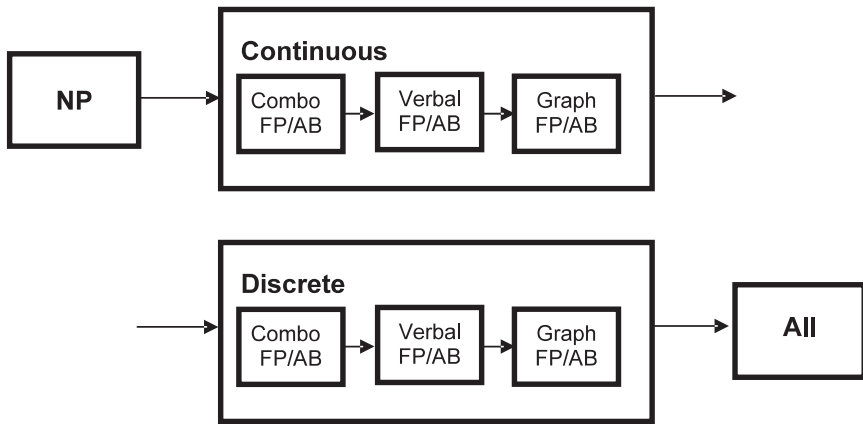 NP
Continuous
Combo
FP/AB
Verbal
FP/AB
Graph
FP/AB
Discrete
Combo
FP/AB
Verbal
FP/AB
Graph
FP/AB
All